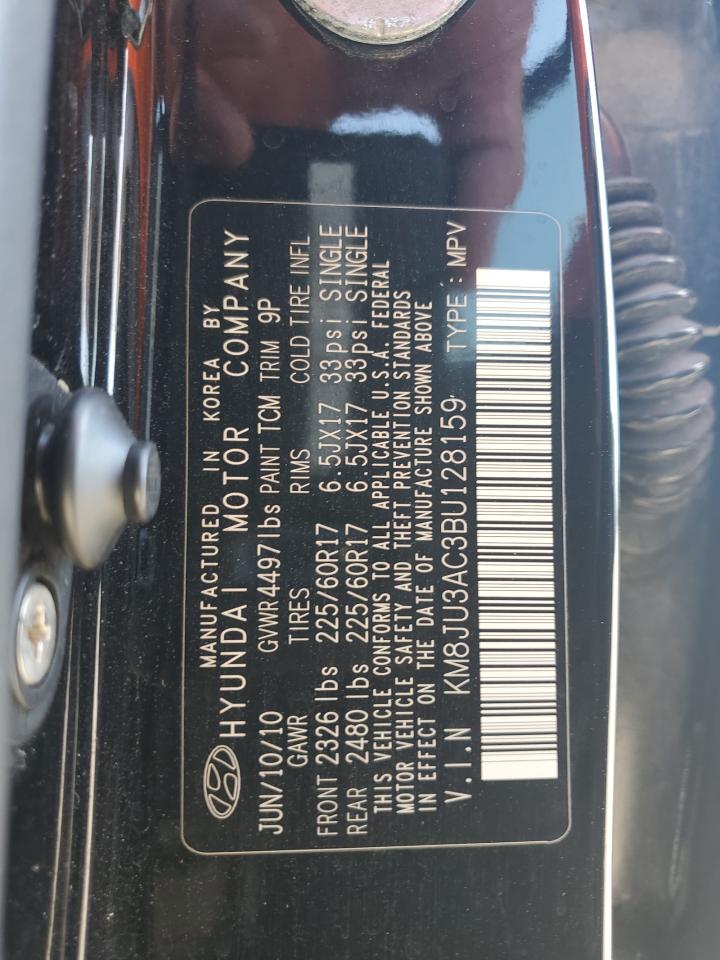 MANUFACTURED IN KOREA BY
HYUNDAI MOTOR COMPANY
JUN/10/10 GVWR 4497 lbs PAINT TCM TRIM 9P
GAWR TIRES RIMS COLD TIRE INFL
FRONT 2326 lbs 225/60R17 6.5JX17 33psi SINGLE
REAR 2480 lbs 225/60R17 6.5JX17 33psi SINGLE
THIS VEHICLE CONFORMS TO ALL APPLICABLE U.S.A. FEDERAL
MOTOR VEHICLE SAFETY AND THEFT PREVENTION STANDARDS
IN EFFECT ON THE DATE OF MANUFACTURE SHOWN ABOVE
V.I.N KM8JU3AC3BU128159 TYPE : MPV